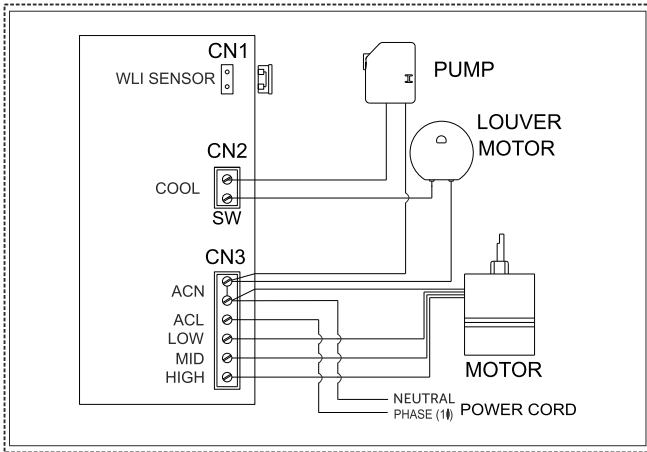 CN1
WLI SENSOR
PUMP
LOUVER
MOTOR
CN2
COOL
SW
CN3
ACN
ACL
LOW
MID
HIGH
MOTOR
NEUTRAL
PHASE (1ϕ)
POWER CORD